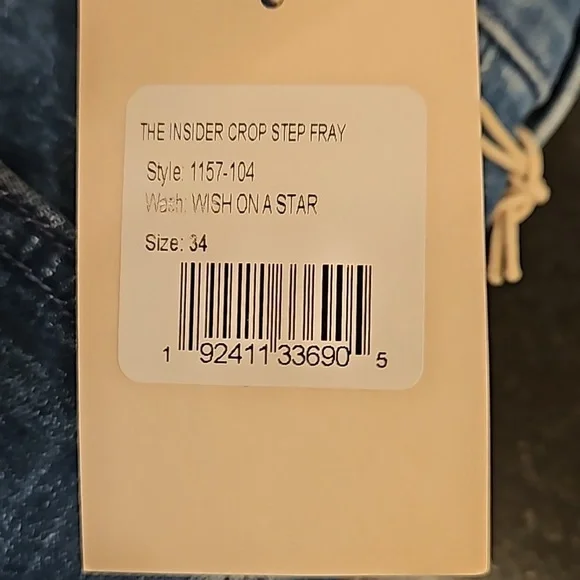 THE INSIDER CROP STEP FRAY
Style: 1157-104
Wash: WISH ON A STAR
Size: 34
1 92411 33690 5